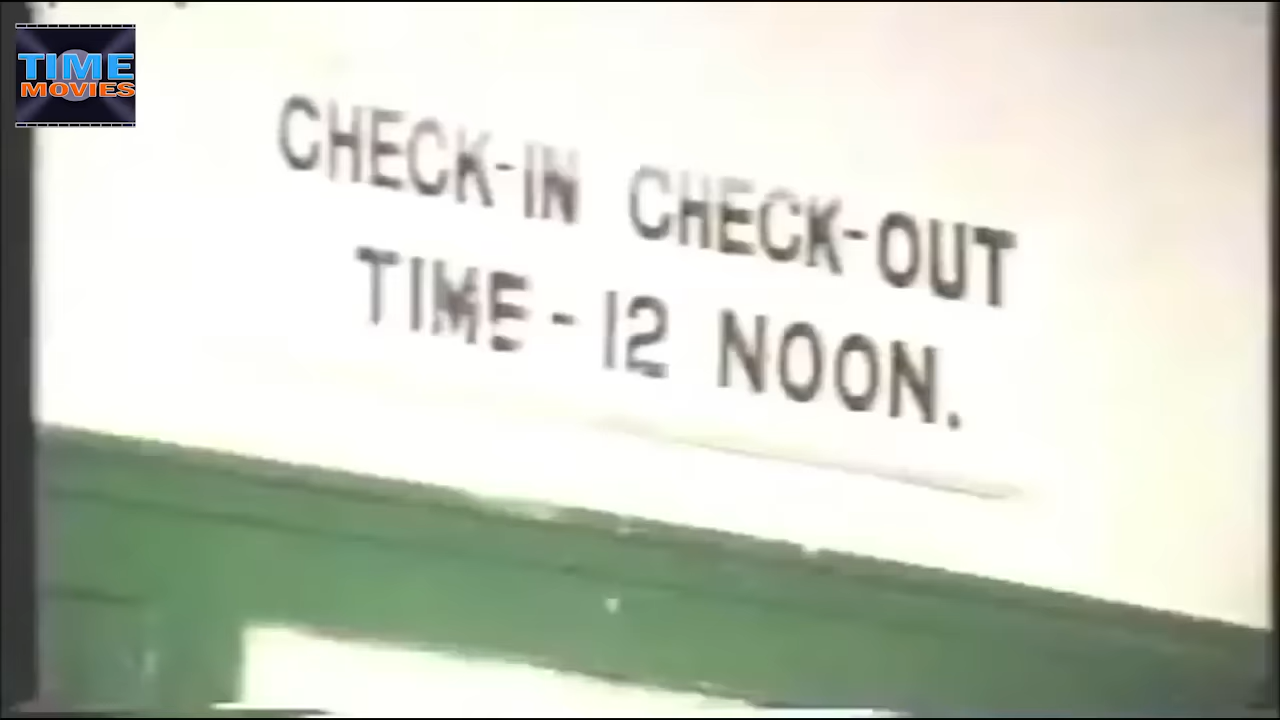 TIME
MOVIES
CHECK-IN CHECK-OUT
TIME - 12 NOON.